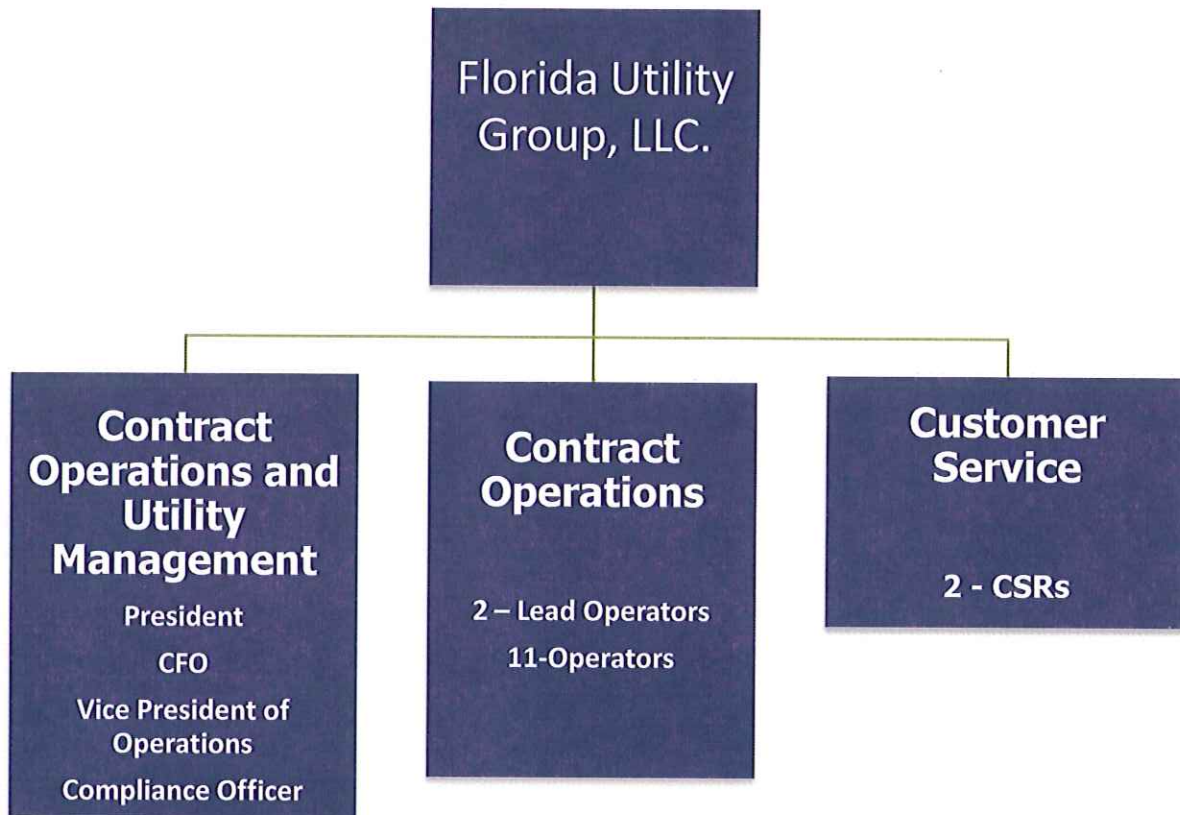 Florida Utility
Group, LLC.
Contract
Operations and
Utility
Management
President
CFO
Vice President of
Operations
Compliance Officer
Contract
Operations
2 – Lead Operators
11-Operators
Customer
Service
2 - CSRs